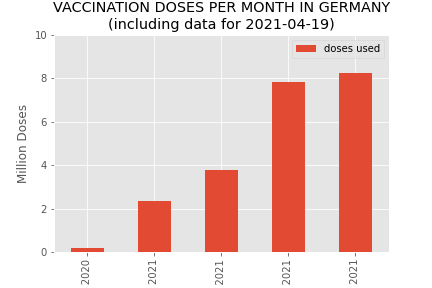 VACCINATION DOSES PER MONTH IN GERMANY
(including data for 2021-04-19)
doses used
Million Doses
10
8
6
4
2
0
2020
2021
2021
2021
2021